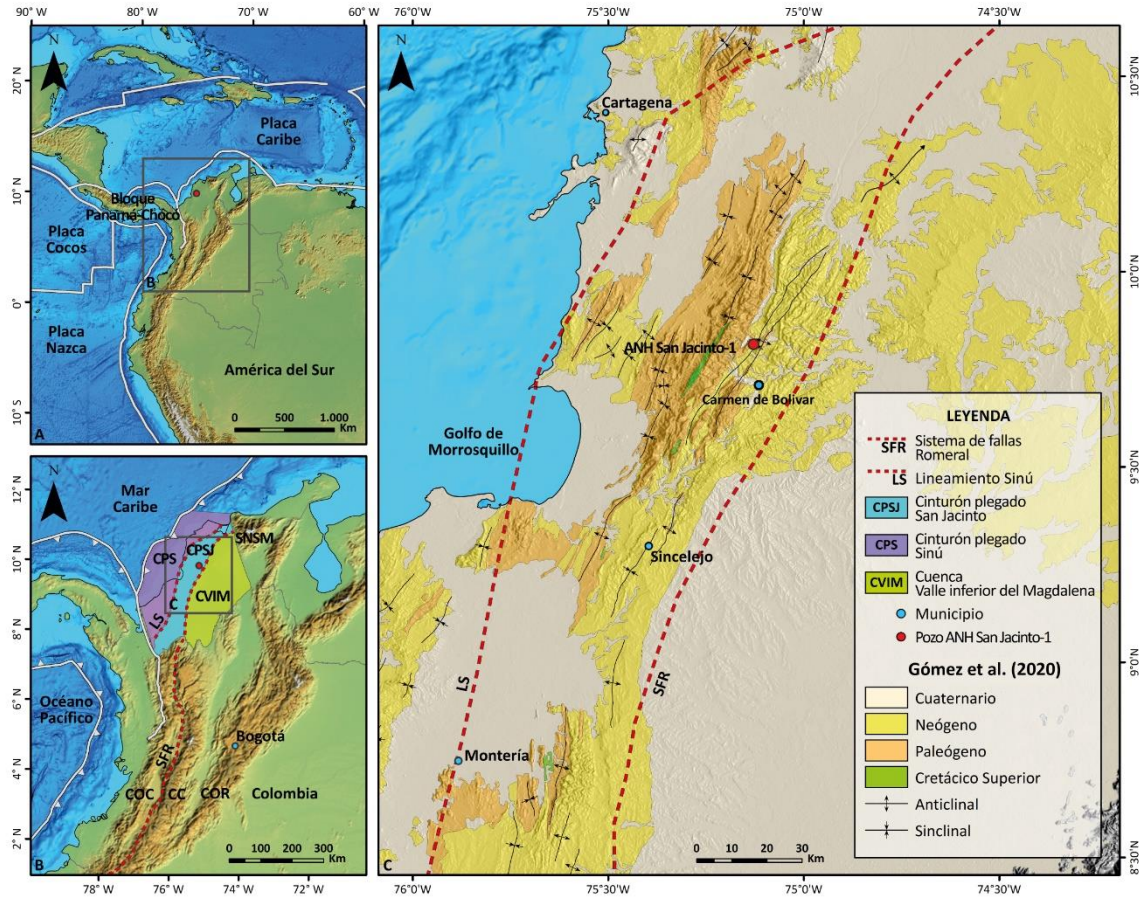 90° W
80° W
70° W
60° W
N
20° N
10° N
0°
10° S
Placa
Caribe
Bloque
Panamá-Chocó
Placa
Cocos
B
Placa
Nazca
América del Sur
0
500
1.000
Km
A
N
12° N
10° N
8° N
6° N
4° N
2° N
Mar
Caribe
SNSM
CPS
CPSJ
C
CVIM
LS
Océano
Pacífico
SFR
Bogotá
COC
CC
COR
Colombia
0
100
200
300
Km
B
78° W
76° W
74° W
72° W
76°0' W
75°30' W
75°0' W
74°30' W
N
10°30' N
10°0' N
9°30' N
9°0' N
8°30' N
Cartagena
ANH San Jacinto-1
Carmen de Bolivar
Golfo de
Morrosquillo
Sincelejo
LS
SFR
Montería
0
10
20
30
Km
C
76°0' W
75°30' W
75°0' W
74°30' W
LEYENDA
SFR
Sistema de fallas
Romeral
LS
Lineamiento Sinú
CPSJ
Cinturón plegado
San Jacinto
CPS
Cinturón plegado
Sinú
CVIM
Cuenca
Valle inferior del Magdalena
Municipio
Pozo ANH San Jacinto-1
Gómez et al. (2020)
Cuaternario
Neógeno
Paleógeno
Cretácico Superior
Anticlinal
Sinclinal